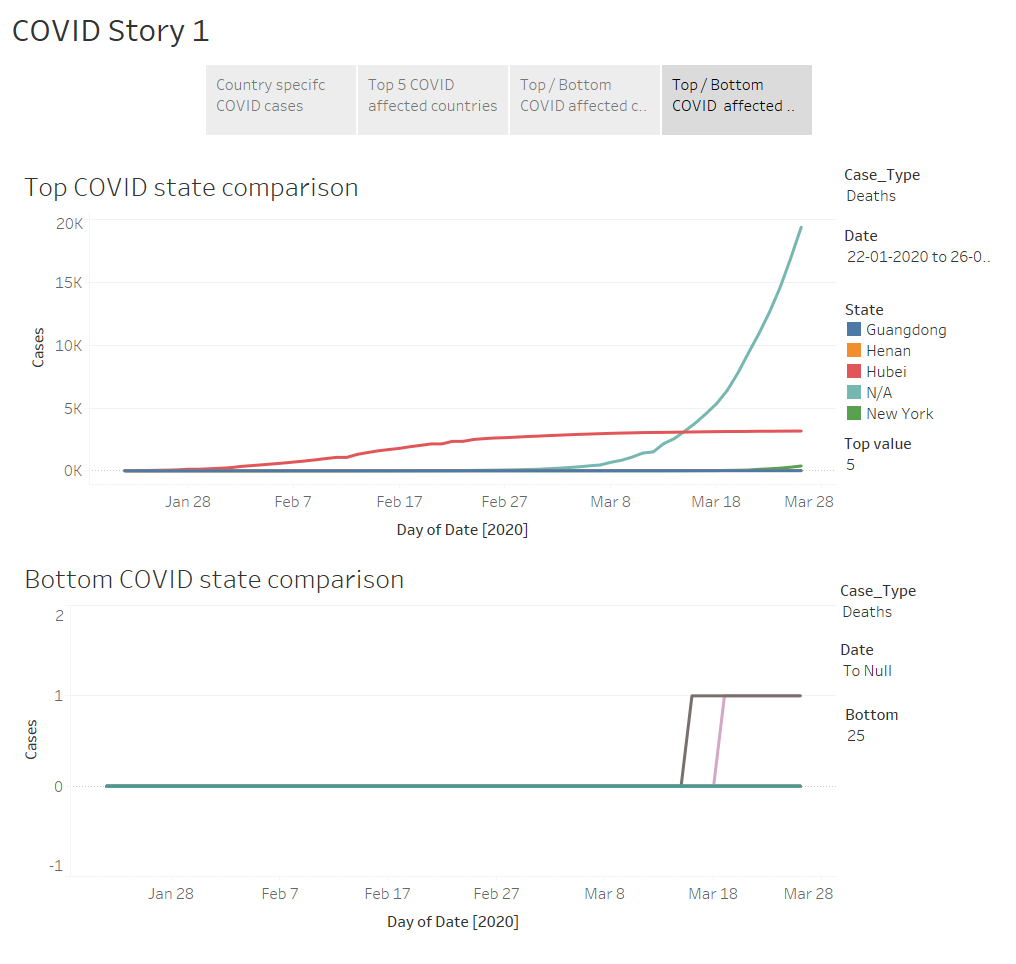 COVID Story 1
Country specifc
COVID cases
Top 5 COVID
affected countries
Top / Bottom
COVID affected c..
Top / Bottom
COVID  affected ..
Top COVID state comparison
20K
15K
10K
5K
0K
Cases
Jan 28
Feb 7
Feb 17
Feb 27
Mar 8
Mar 18
Mar 28
Day of Date [2020]
Case_Type
Deaths
Date
22-01-2020 to 26-0..
State
Guangdong
Henan
Hubei
N/A
New York
Top value
5
Bottom COVID state comparison
2
1
0
-1
Cases
Jan 28
Feb 7
Feb 17
Feb 27
Mar 8
Mar 18
Mar 28
Day of Date [2020]
Case_Type
Deaths
Date
To Null
Bottom
25